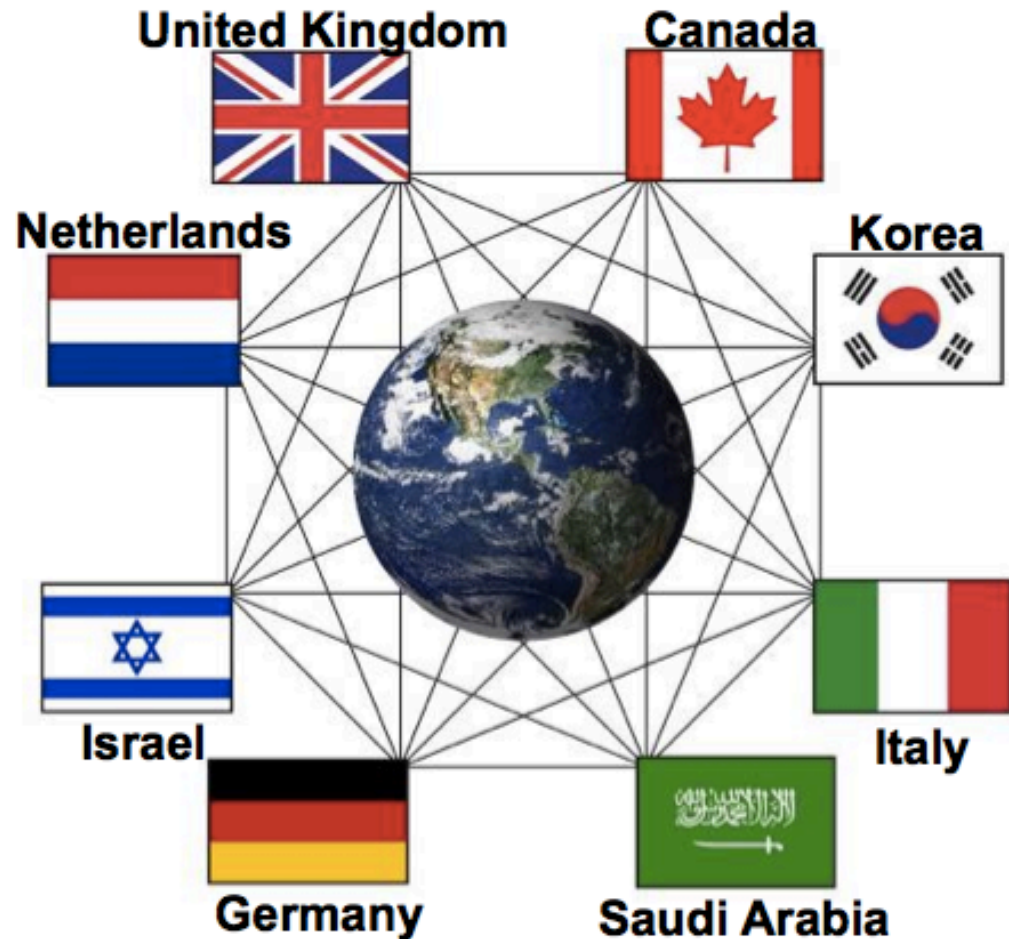 United Kingdom
Canada
Netherlands
Korea
Israel
Italy
Germany
Saudi Arabia